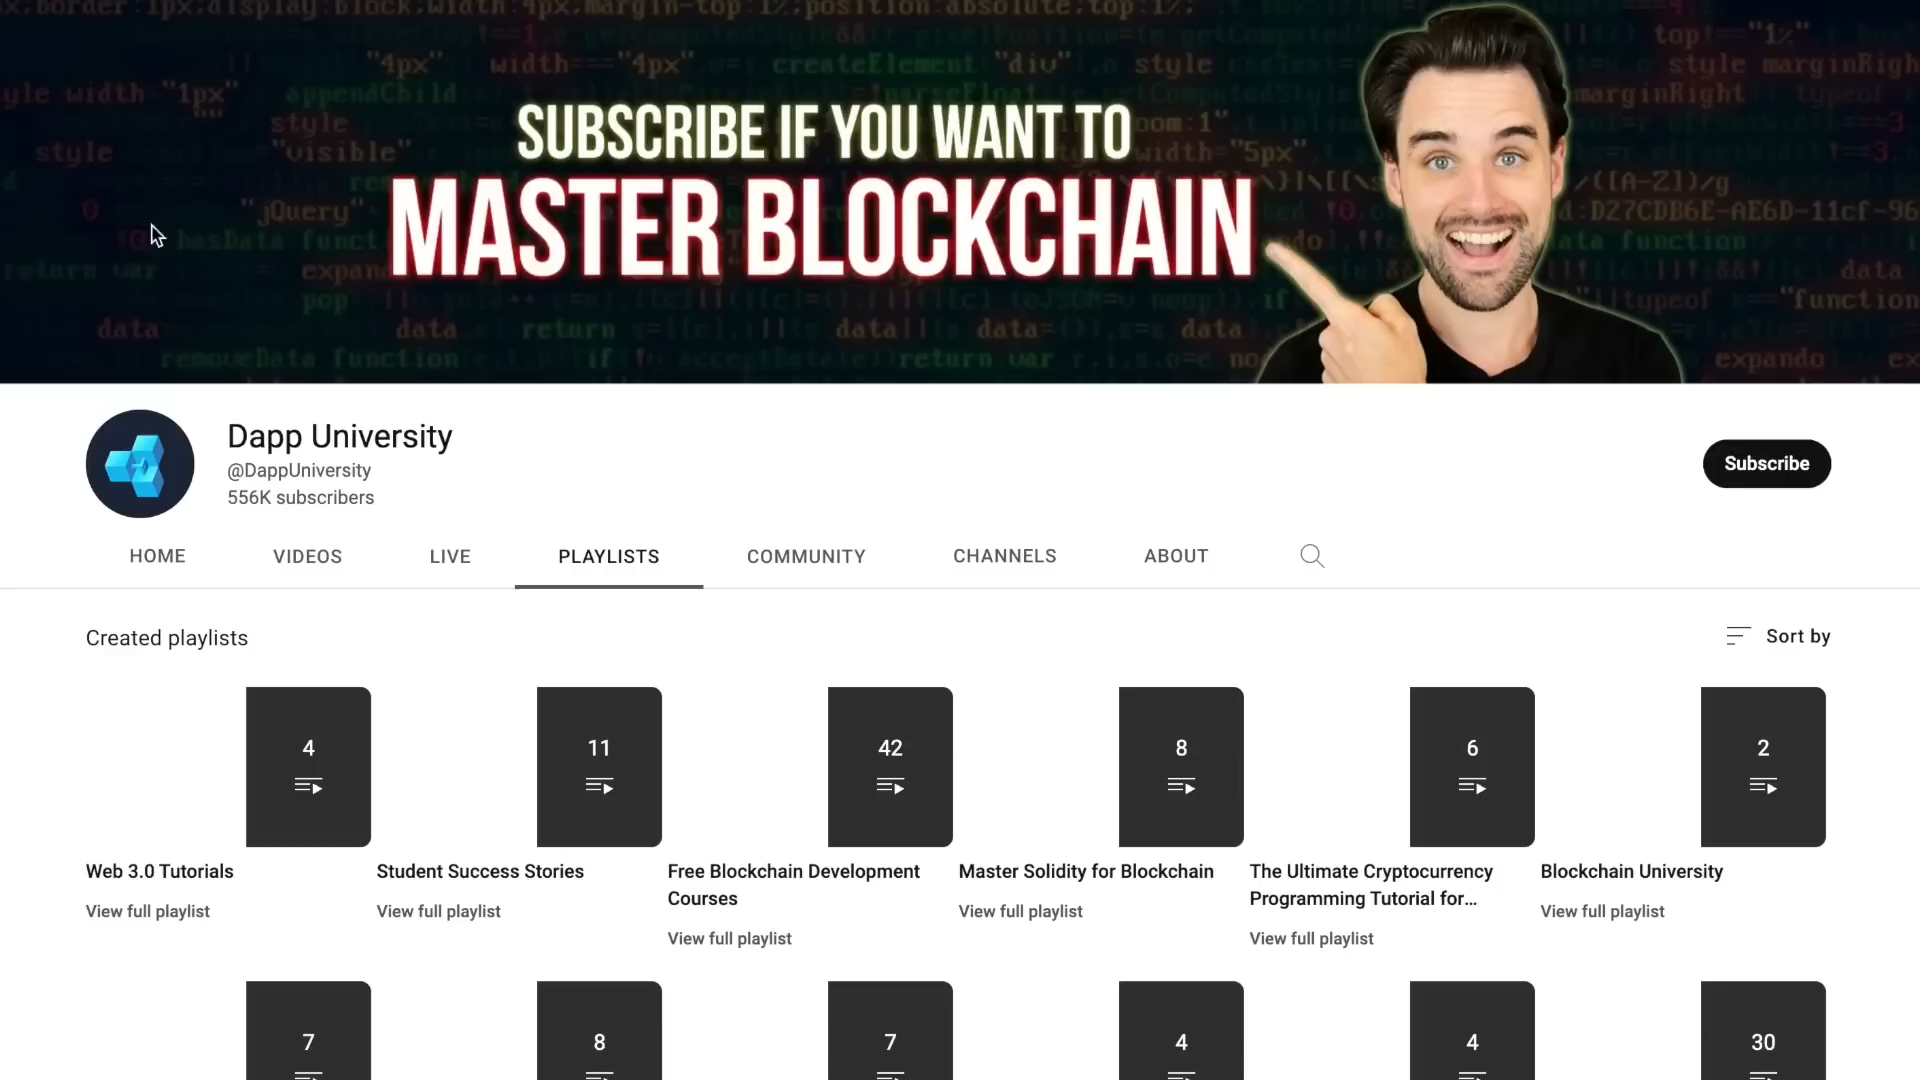 SUBSCRIBE IF YOU WANT TO
MASTER BLOCKCHAIN
Dapp University
@DappUniversity
556K subscribers
Subscribe
HOME VIDEOS LIVE PLAYLISTS COMMUNITY CHANNELS ABOUT
Created playlists
Sort by
4 11 42 8 6 2
Web 3.0 Tutorials
View full playlist
Student Success Stories
View full playlist
Free Blockchain Development
Courses
View full playlist
Master Solidity for Blockchain
View full playlist
The Ultimate Cryptocurrency
Programming Tutorial for...
View full playlist
Blockchain University
View full playlist
7 8 7 4 4 30